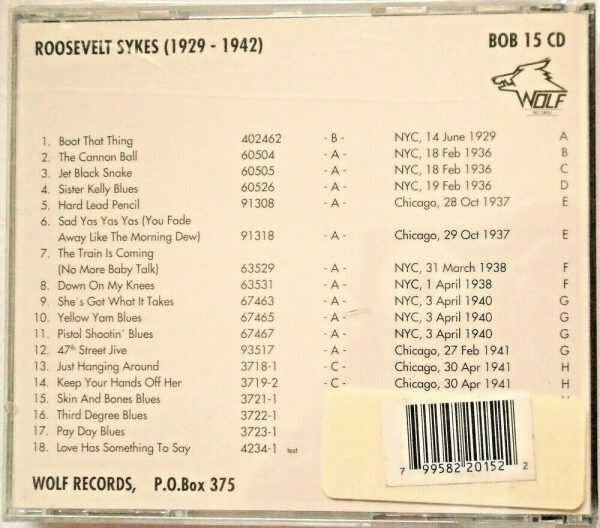 ROOSEVELT SYKES (1929 - 1942) BOB 15 CD
WOLF
RECORDS
1. Boot That Thing 402462 - B - NYC, 14 June 1929 A
2. The Cannon Ball 60504 - A - NYC, 18 Feb 1936 B
3. Jet Black Snake 60505 - A - NYC, 18 Feb 1936 C
4. Sister Kelly Blues 60526 - A - NYC, 19 Feb 1936 D
5. Hard Lead Pencil 91308 - A - Chicago, 28 Oct 1937 E
6. Sad Yas Yas Yas (You Fade
Away Like The Morning Dew) 91318 - A - Chicago, 29 Oct 1937 E
7. The Train Is Coming
(No More Baby Talk) 63529 - A - NYC, 31 March 1938 F
8. Down On My Knees 63531 - A - NYC, 1 April 1938 F
9. She´s Got What It Takes 67463 - A - NYC, 3 April 1940 G
10. Yellow Yam Blues 67465 - A - NYC, 3 April 1940 G
11. Pistol Shootin´ Blues 67467 - A - NYC, 3 April 1940 G
12. 47th Street Jive 93517 - A - Chicago, 27 Feb 1941 G
13. Just Hanging Around 3718-1 - C - Chicago, 30 Apr 1941 H
14. Keep Your Hands Off Her 3719-2 - C - Chicago, 30 Apr 1941 H
15. Skin And Bones Blues 3721-1
16. Third Degree Blues 3722-1
17. Pay Day Blues 3723-1
18. Love Has Something To Say 4234-1 test
7 99582 20152 2
WOLF RECORDS, P.O.Box 375